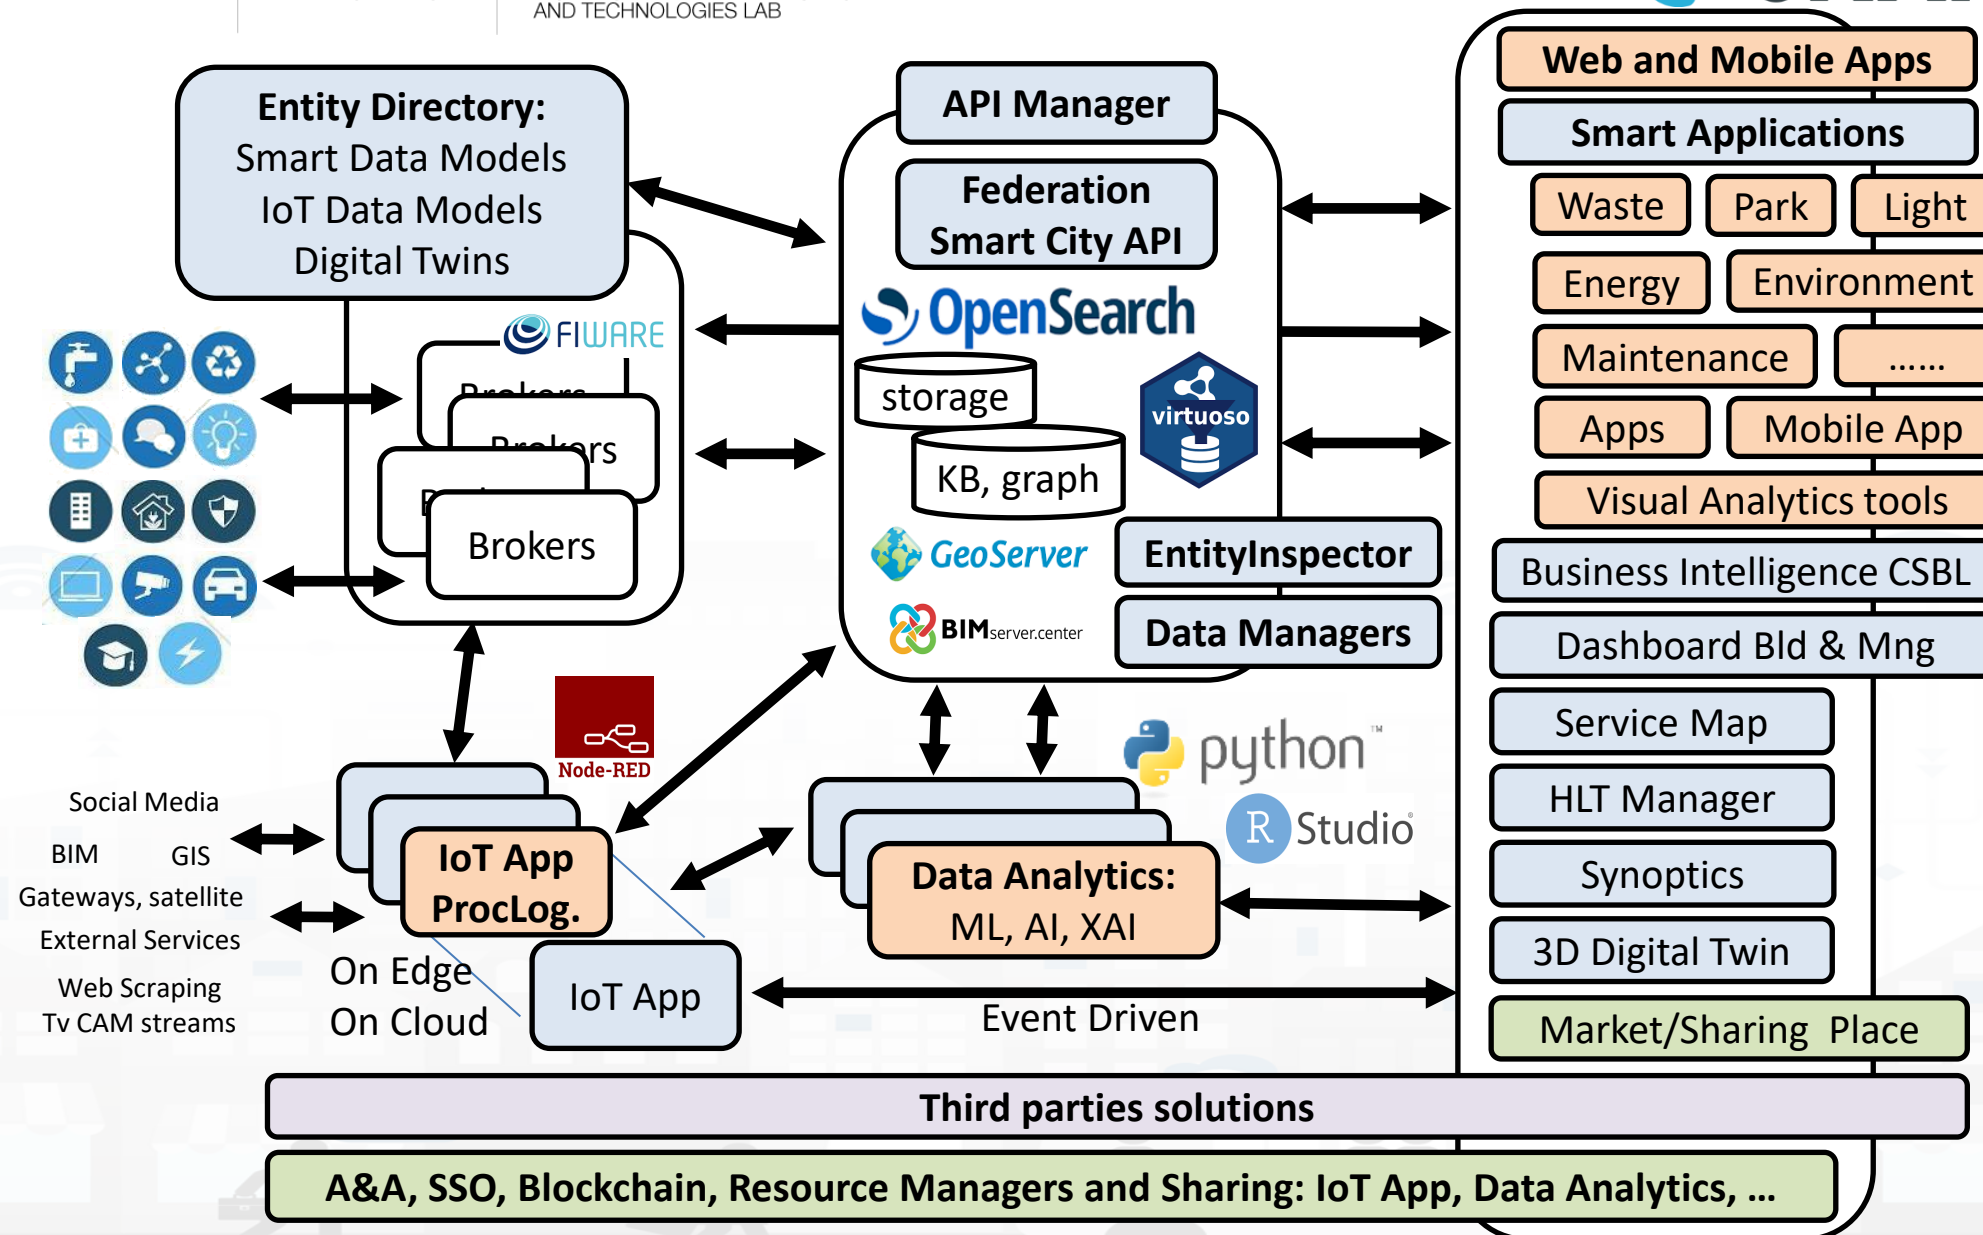 AND TECHNOLOGIES LAB
Entity Directory:
Smart Data Models
IoT Data Models
Digital Twins
FIWARE
Brokers
Brokers
Brokers
API Manager
Federation
Smart City API
OpenSearch
storage
KB, graph
virtuoso
GeoServer
BIMserver.center
EntityInspector
Data Managers
Node-RED
python™
R Studio
Social Media
BIM GIS
Gateways, satellite
External Services
Web Scraping
Tv CAM streams
IoT App
ProcLog.
On Edge
On Cloud
IoT App
Data Analytics:
ML, AI, XAI
Event Driven
Web and Mobile Apps
Smart Applications
Waste Park Light
Energy Environment
Maintenance ……
Apps Mobile App
Visual Analytics tools
Business Intelligence CSBL
Dashboard Bld & Mng
Service Map
HLT Manager
Synoptics
3D Digital Twin
Market/Sharing Place
Third parties solutions
A&A, SSO, Blockchain, Resource Managers and Sharing: IoT App, Data Analytics, ...